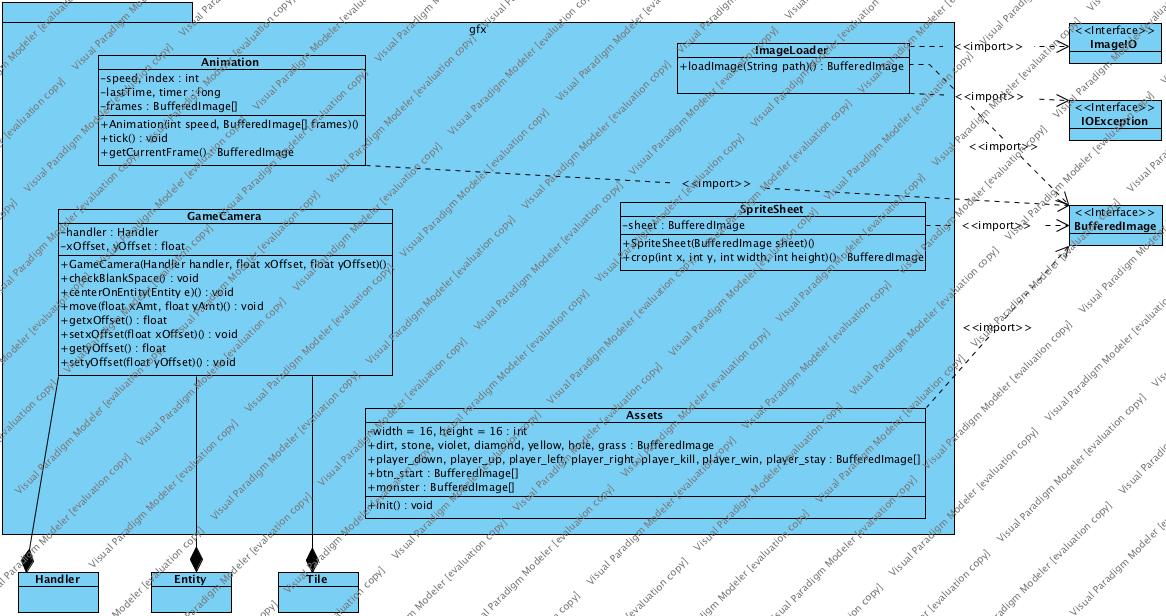 gfx
Animation
-speed, index : int
-lastTime, timer : long
-frames : BufferedImage[]
+Animation(int speed, BufferedImage[] frames)()
+tick() : void
+getCurrentFrame() : BufferedImage
ImageLoader
+loadImage(String path)() : BufferedImage
<<import>>
<<Interface>>
ImageIO
<<import>>
<<Interface>>
IOException
<<import>>
<<import>>
GameCamera
-handler : Handler
-xOffset, yOffset : float
+GameCamera(Handler handler, float xOffset, float yOffset)()
+checkBlankSpace() : void
+centerOnEntity(Entity e)() : void
+move(float xAmt, float yAmt)() : void
+getxOffset() : float
+setxOffset(float xOffset)() : void
+getyOffset() : float
+setyOffset(float yOffset)() : void
SpriteSheet
-sheet : BufferedImage
+SpriteSheet(BufferedImage sheet)()
+crop(int x, int y, int width, int height)() : BufferedImage
<<import>>
<<Interface>>
BufferedImage
<<import>>
Assets
-width = 16, height = 16 : int
+dirt, stone, violet, diamond, yellow, hole, grass : BufferedImage
+player_down, player_up, player_left, player_right, player_kill, player_win, player_stay : BufferedImage[]
+btn_start : BufferedImage[]
+monster : BufferedImage[]
+init() : void
Handler
Entity
Tile
Visual Paradigm Modeler [evaluation copy]